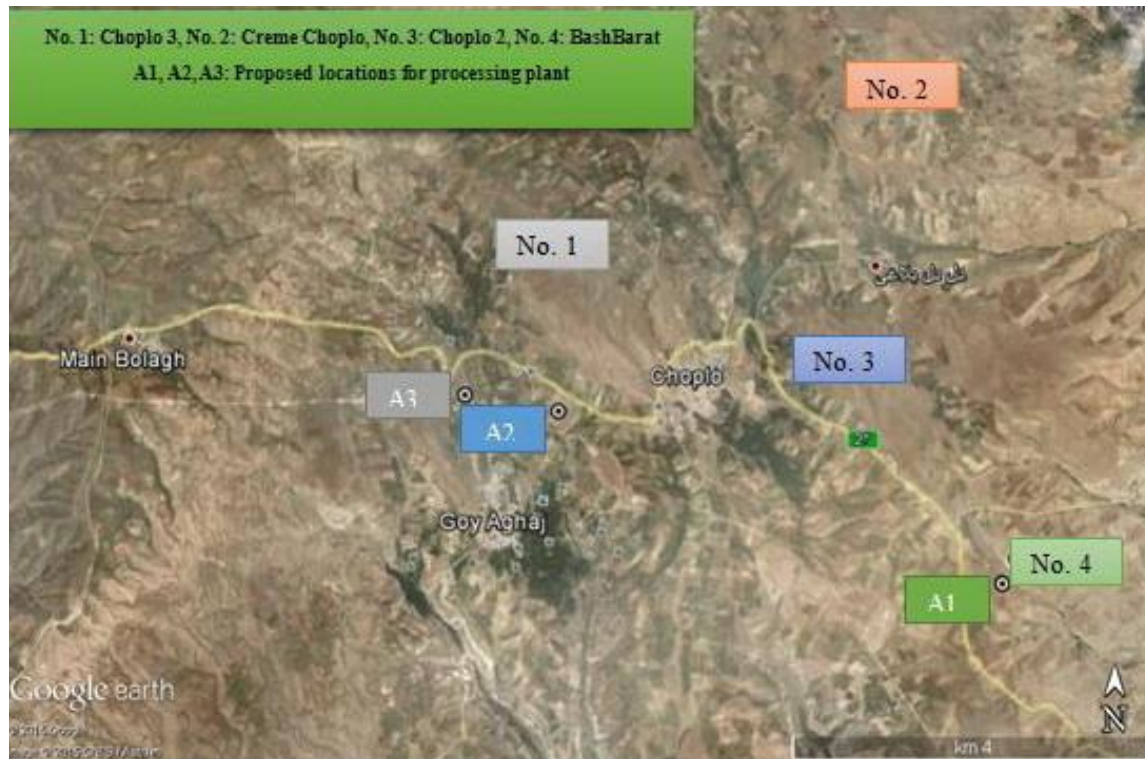 No. 1: Choplo 3, No. 2: Creme Choplo, No. 3: Choplo 2, No. 4: BashBarat
A1, A2, A3: Proposed locations for processing plant
No. 2
No. 1
Main Bolagh
Choplo
No. 3
A3
A2
Goy Aghaj
No. 4
A1
Google earth
N
km 4